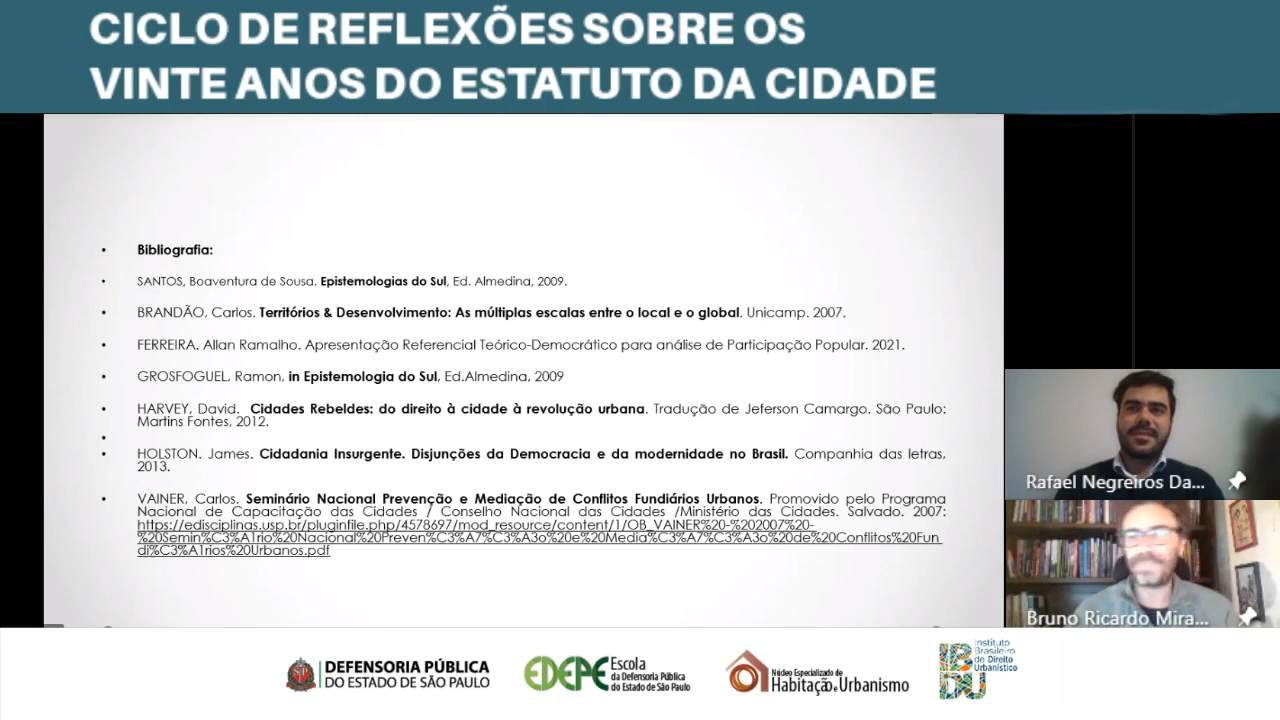 CICLO DE REFLEXÕES SOBRE OS
VINTE ANOS DO ESTATUTO DA CIDADE
• Bibliografia:
• SANTOS, Boaventura de Sousa. Epistemologias do Sul, Ed. Almedina, 2009.
• BRANDÃO, Carlos. Territórios & Desenvolvimento: As múltiplas escalas entre o local e o global. Unicamp. 2007.
• FERREIRA. Allan Ramalho. Apresentação Referencial Teórico-Democrático para análise de Participação Popular. 2021.
• GROSFOGUEL, Ramon, in Epistemologia do Sul, Ed.Almedina, 2009
• HARVEY, David. Cidades Rebeldes: do direito à cidade à revolução urbana. Tradução de Jeferson Camargo. São Paulo:
Martins Fontes, 2012.
•
• HOLSTON. James. Cidadania Insurgente. Disjunções da Democracia e da modernidade no Brasil. Companhia das letras,
2013.
• VAINER, Carlos. Seminário Nacional Prevenção e Mediação de Conflitos Fundiários Urbanos. Promovido pelo Programa
Nacional de Capacitação das Cidades / Conselho Nacional das Cidades /Ministério das Cidades. Salvado. 2007:
https://edisciplinas.usp.br/pluginfile.php/4578697/mod_resource/content/1/OB_VAINER%20-%202007%20-
%20Semin%C3%A1rio%20Nacional%20Preven%C3%A7%C3%A3o%20e%20Media%C3%A7%C3%A3o%20de%20Conflitos%20Fun
di%C3%A1rios%20Urbanos.pdf
Rafael Negreiros Da...
Bruno Ricardo Mira...
DEFENSORIA PÚBLICA
DO ESTADO DE SÃO PAULO
EDEPE
Escola
da Defensoria Pública
do Estado de São Paulo
Núcleo Especializado de
Habitação e Urbanismo
IBDU
Instituto
Brasileiro
de Direito
Urbanístico